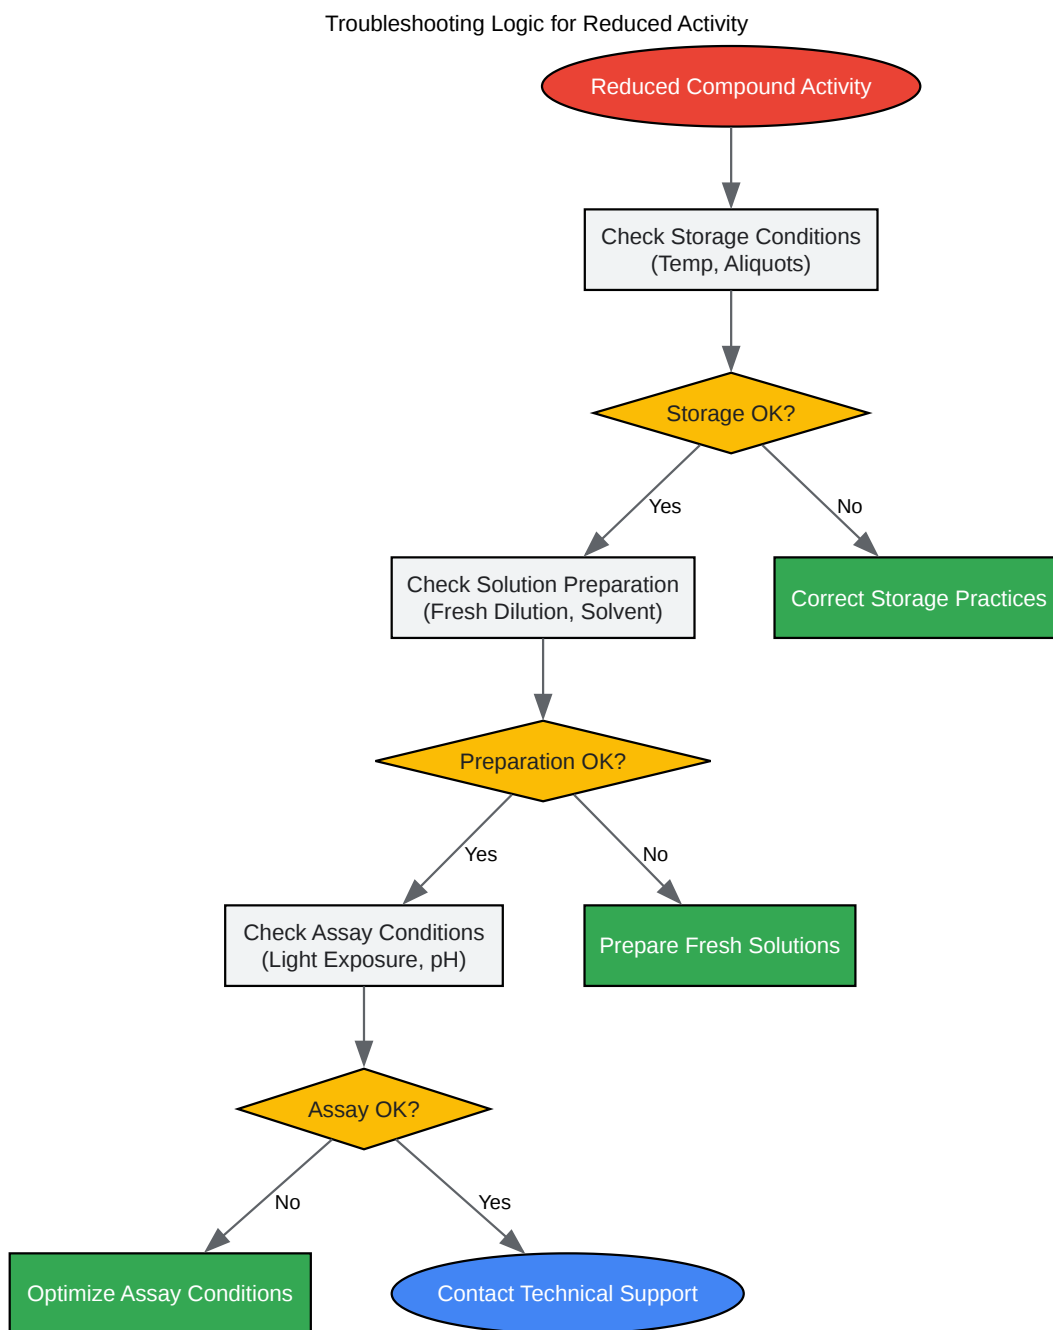 Troubleshooting Logic for Reduced Activity
Reduced Compound Activity
Check Storage Conditions
(Temp, Aliquots)
Storage OK?
Yes
No
Check Solution Preparation
(Fresh Dilution, Solvent)
Correct Storage Practices
Preparation OK?
Yes
No
Check Assay Conditions
(Light Exposure, pH)
Prepare Fresh Solutions
Assay OK?
No
Yes
Optimize Assay Conditions
Contact Technical Support